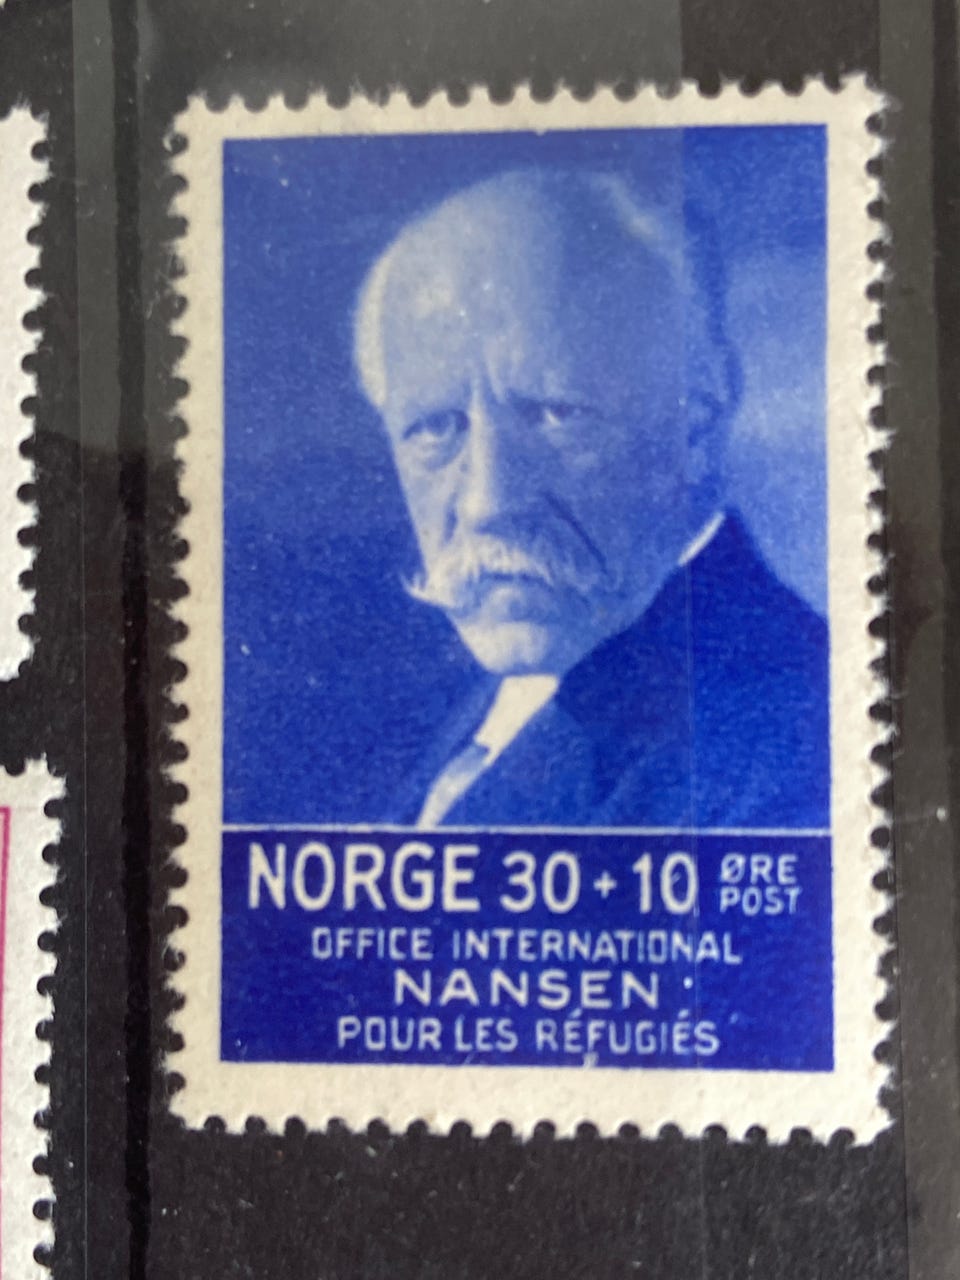 NORGE 30 + 10 ØRE
POST
OFFICE INTERNATIONAL
NANSEN
POUR LES RÉFUGIÉS